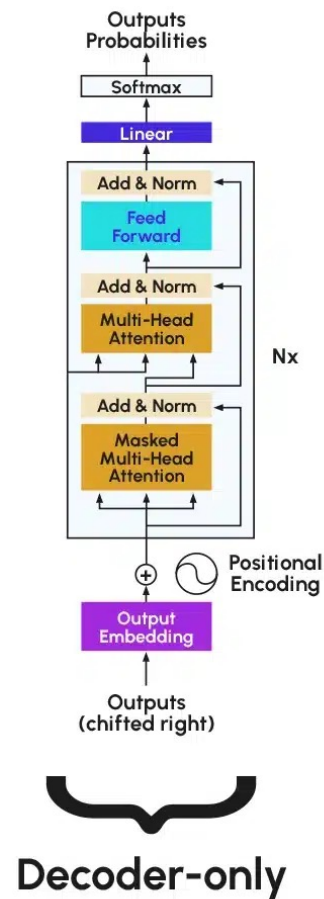 Outputs
Probabilities
Softmax
Linear
Add & Norm
Feed
Forward
Add & Norm
Multi-Head
Attention
Nx
Add & Norm
Masked
Multi-Head
Attention
Positional
Encoding
Output
Embedding
Outputs
(chifted right)
Decoder-only